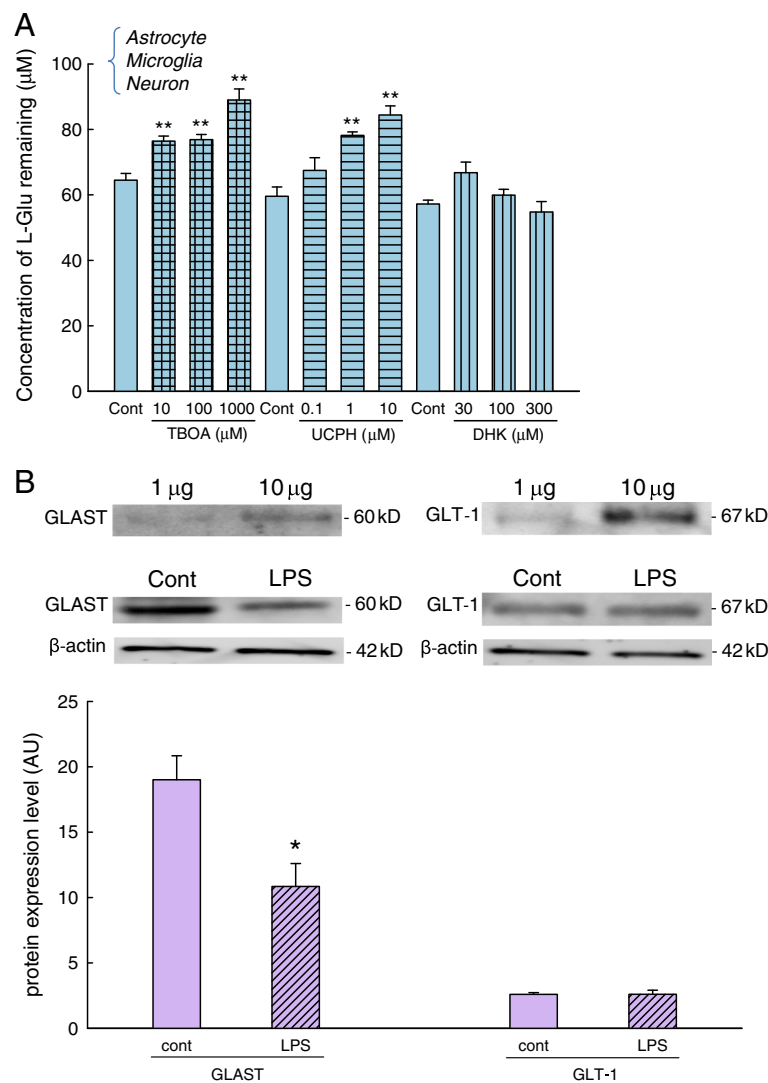 A
Astrocyte
Microglia
Neuron
Concentration of L-Glu remaining (μM)
100
80
60
40
20
0
** ** ** ** **
Cont 10 100 1000 Cont 0.1 1 10 Cont 30 100 300
TBOA (μM) UCPH (μM) DHK (μM)
B
1 μg 10 μg 1 μg 10 μg
GLAST - 60 kD GLT-1 - 67 kD
Cont LPS Cont LPS
GLAST - 60 kD GLT-1 - 67 kD
β-actin - 42 kD β-actin - 42 kD
protein expression level (AU)
25
20
15
10
5
0
*
cont LPS cont LPS
GLAST GLT-1